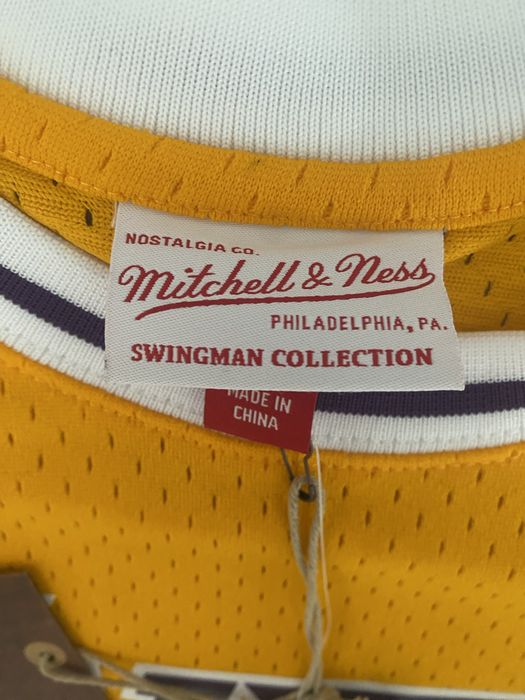 NOSTALGIA CO.
Mitchell & Ness
PHILADELPHIA, PA.
SWINGMAN COLLECTION
MADE IN
CHINA